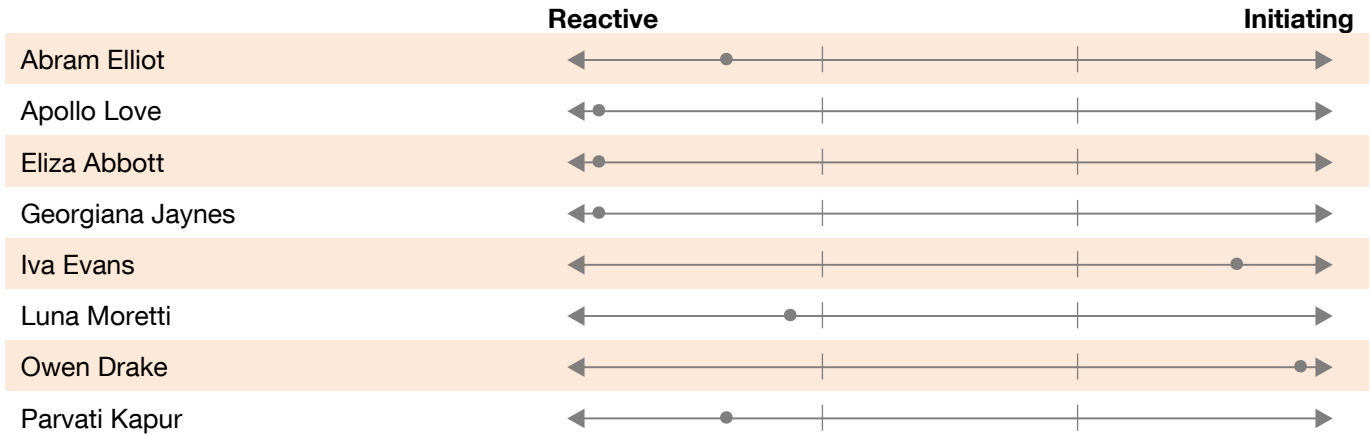 Reactive Initiating
Abram Elliot
Apollo Love
Eliza Abbott
Georgiana Jaynes
Iva Evans
Luna Moretti
Owen Drake
Parvati Kapur